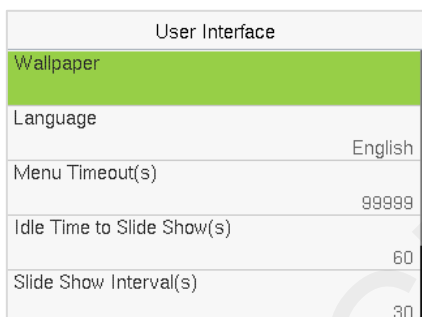 User Interface
Wallpaper
Language
English
Menu Timeout(s)
99999
Idle Time to Slide Show(s)
60
Slide Show Interval(s)
30